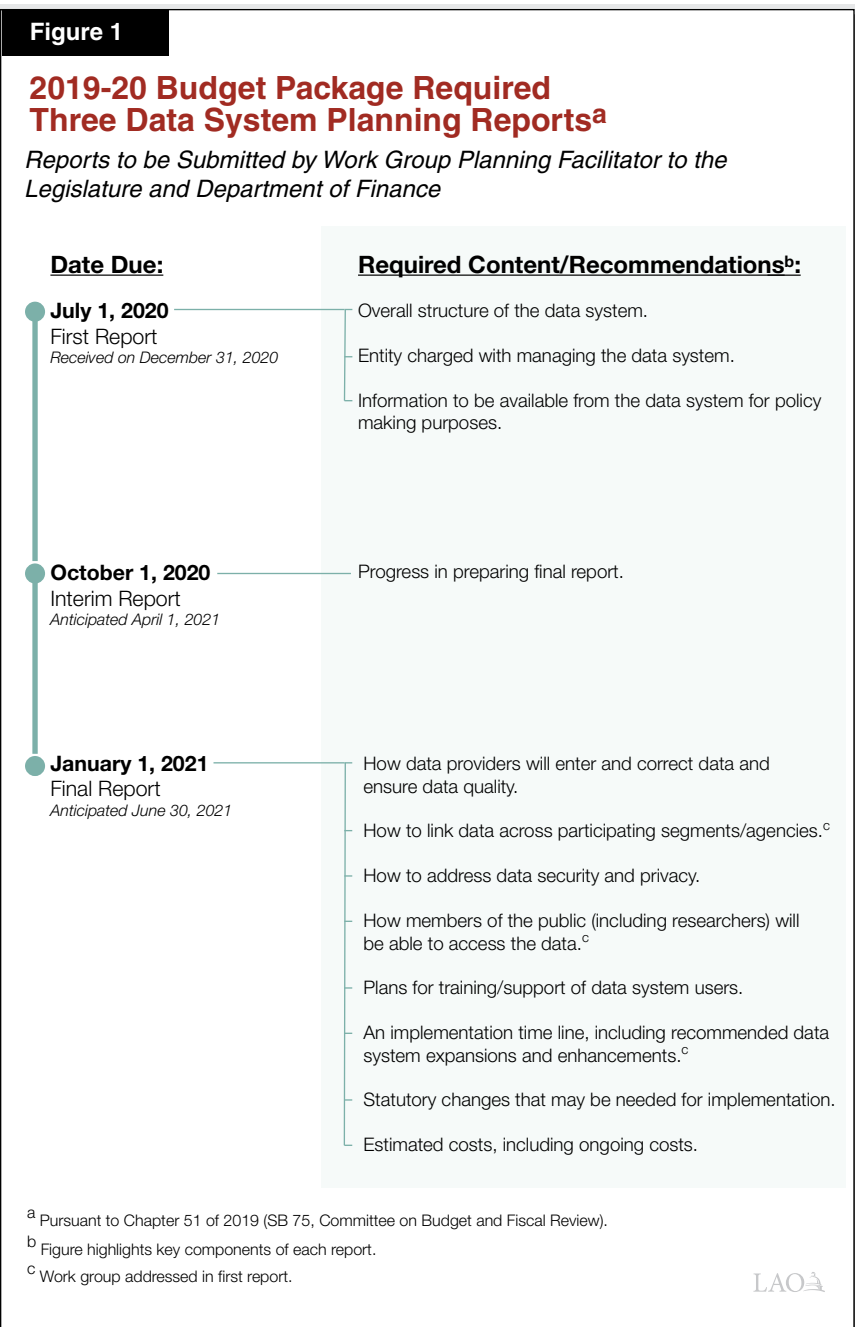 Figure 1
2019-20 Budget Package Required
Three Data System Planning Reportsa
Reports to be Submitted by Work Group Planning Facilitator to the
Legislature and Department of Finance
Date Due:
Required Content/Recommendationsb:
July 1, 2020
First Report
Received on December 31, 2020
Overall structure of the data system.
Entity charged with managing the data system.
Information to be available from the data system for policy
making purposes.
October 1, 2020
Interim Report
Anticipated April 1, 2021
Progress in preparing final report.
January 1, 2021
Final Report
Anticipated June 30, 2021
How data providers will enter and correct data and
ensure data quality.
How to link data across participating segments/agencies.c
How to address data security and privacy.
How members of the public (including researchers) will
be able to access the data.c
Plans for training/support of data system users.
An implementation time line, including recommended data
system expansions and enhancements.c
Statutory changes that may be needed for implementation.
Estimated costs, including ongoing costs.
a Pursuant to Chapter 51 of 2019 (SB 75, Committee on Budget and Fiscal Review).
b Figure highlights key components of each report.
c Work group addressed in first report.
LAO